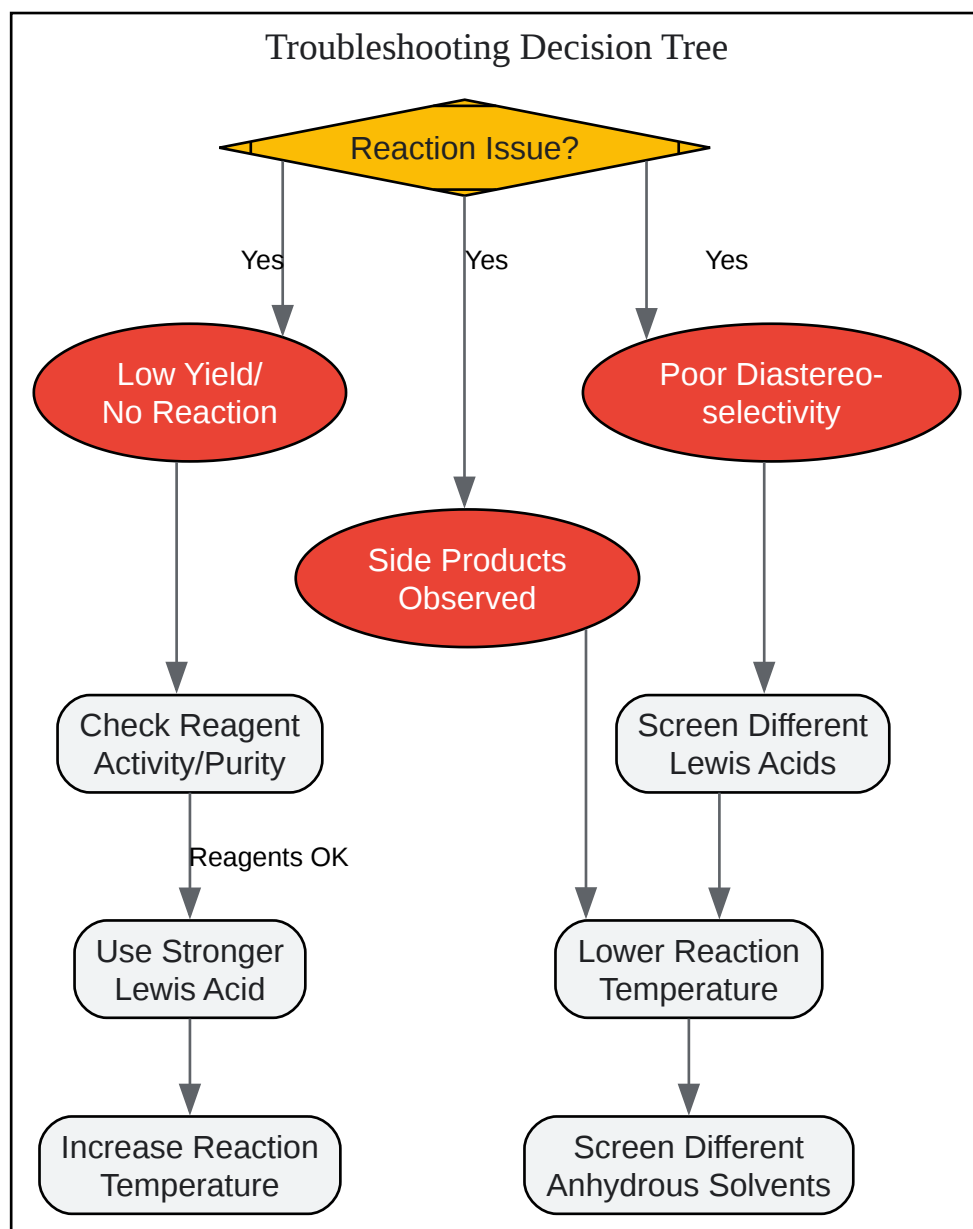 Troubleshooting Decision Tree
Reaction Issue?
Yes
Yes
Yes
Low Yield/
No Reaction
Poor Diastereo-
selectivity
Side Products
Observed
Check Reagent
Activity/Purity
Screen Different
Lewis Acids
Reagents OK
Use Stronger
Lewis Acid
Lower Reaction
Temperature
Increase Reaction
Temperature
Screen Different
Anhydrous Solvents